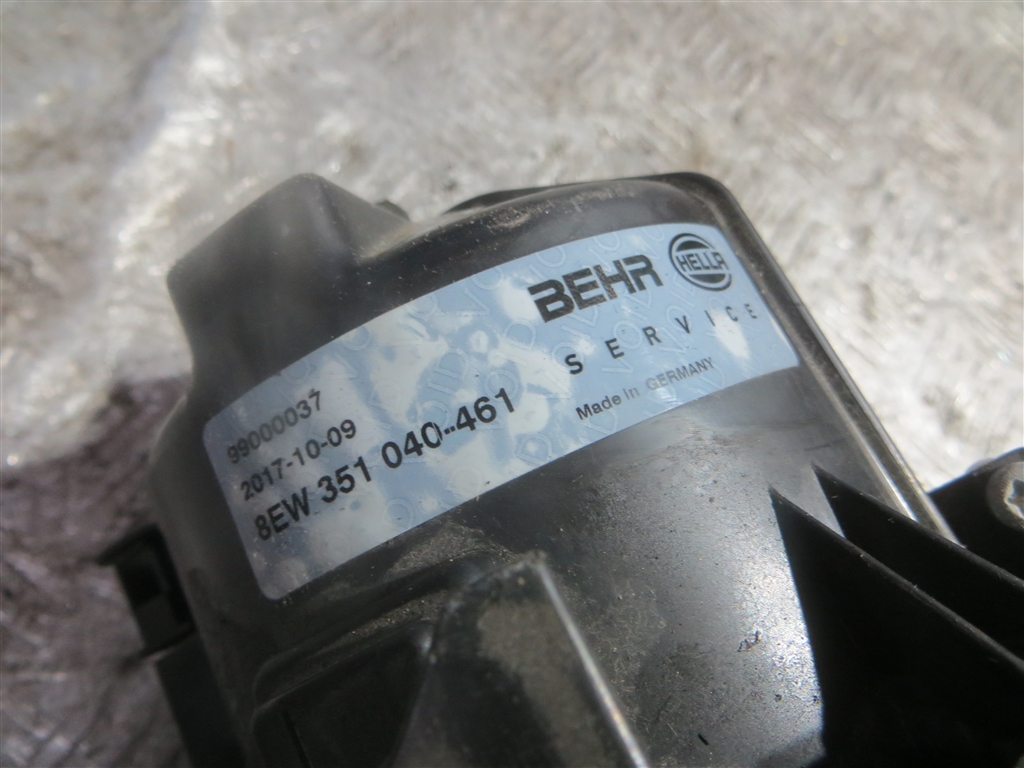 BEHR HELLA
SERVICE
Made in GERMANY
99000037
2017-10-09
8EW 351 040-461